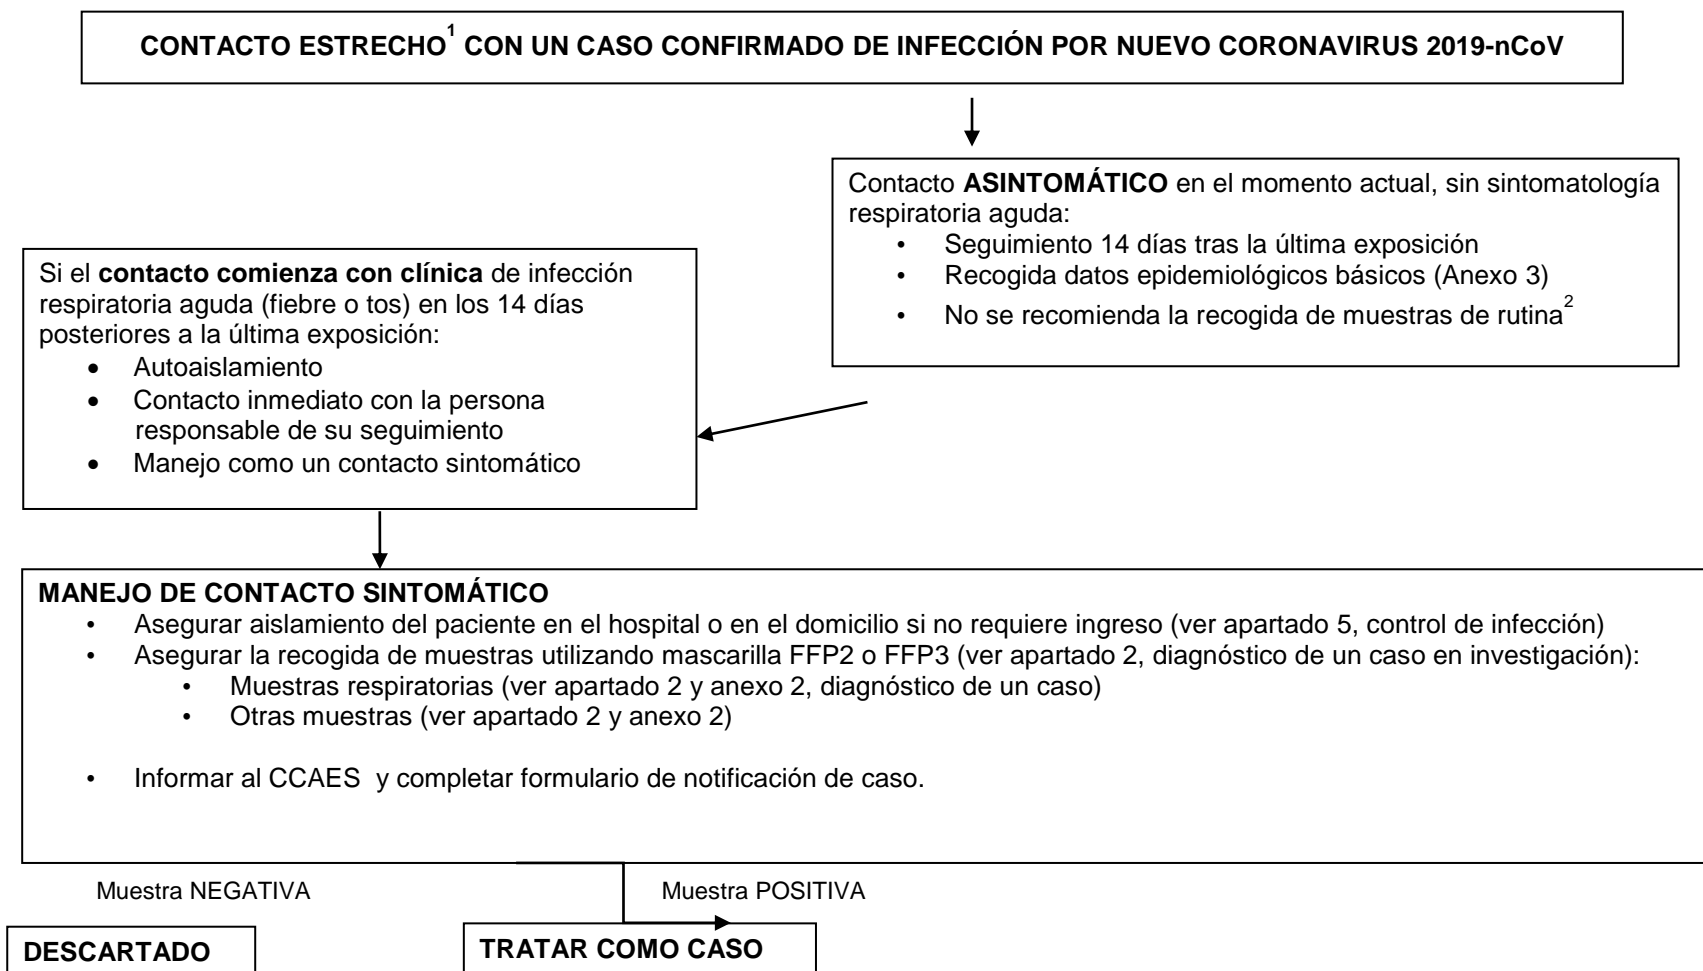 CONTACTO ESTRECHO¹ CON UN CASO CONFIRMADO DE INFECCIÓN POR NUEVO CORONAVIRUS 2019-nCoV
Contacto ASINTOMÁTICO en el momento actual, sin sintomatología
respiratoria aguda:
• Seguimiento 14 días tras la última exposición
• Recogida datos epidemiológicos básicos (Anexo 3)
• No se recomienda la recogida de muestras de rutina²
Si el contacto comienza con clínica de infección
respiratoria aguda (fiebre o tos) en los 14 días
posteriores a la última exposición:
• Autoaislamiento
• Contacto inmediato con la persona
responsable de su seguimiento
• Manejo como un contacto sintomático
MANEJO DE CONTACTO SINTOMÁTICO
• Asegurar aislamiento del paciente en el hospital o en el domicilio si no requiere ingreso (ver apartado 5, control de infección)
• Asegurar la recogida de muestras utilizando mascarilla FFP2 o FFP3 (ver apartado 2, diagnóstico de un caso en investigación):
• Muestras respiratorias (ver apartado 2 y anexo 2, diagnóstico de un caso)
• Otras muestras (ver apartado 2 y anexo 2)
• Informar al CCAES y completar formulario de notificación de caso.
Muestra NEGATIVA
Muestra POSITIVA
DESCARTADO
TRATAR COMO CASO